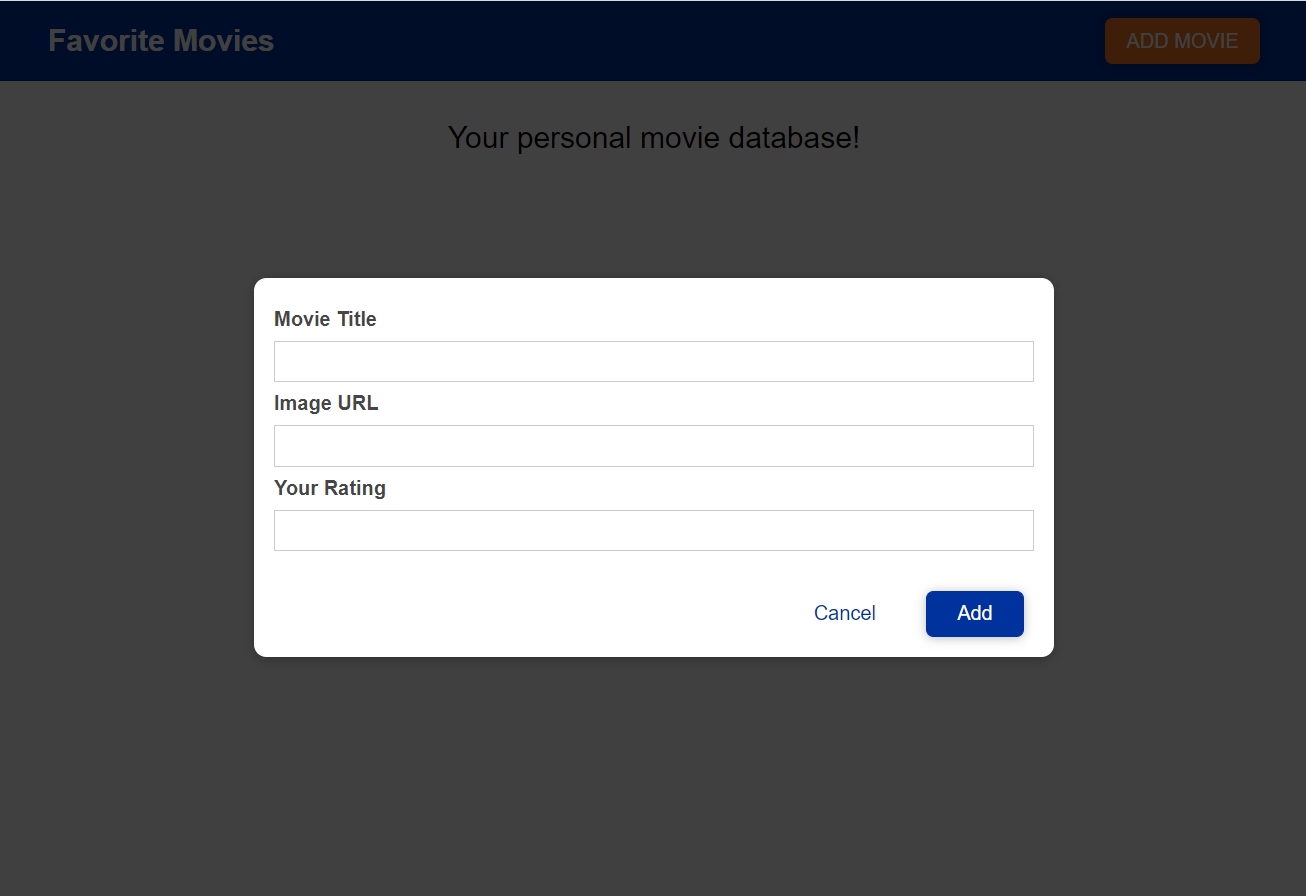 Favorite Movies
ADD MOVIE
Your personal movie database!
Movie Title
Image URL
Your Rating
Cancel
Add